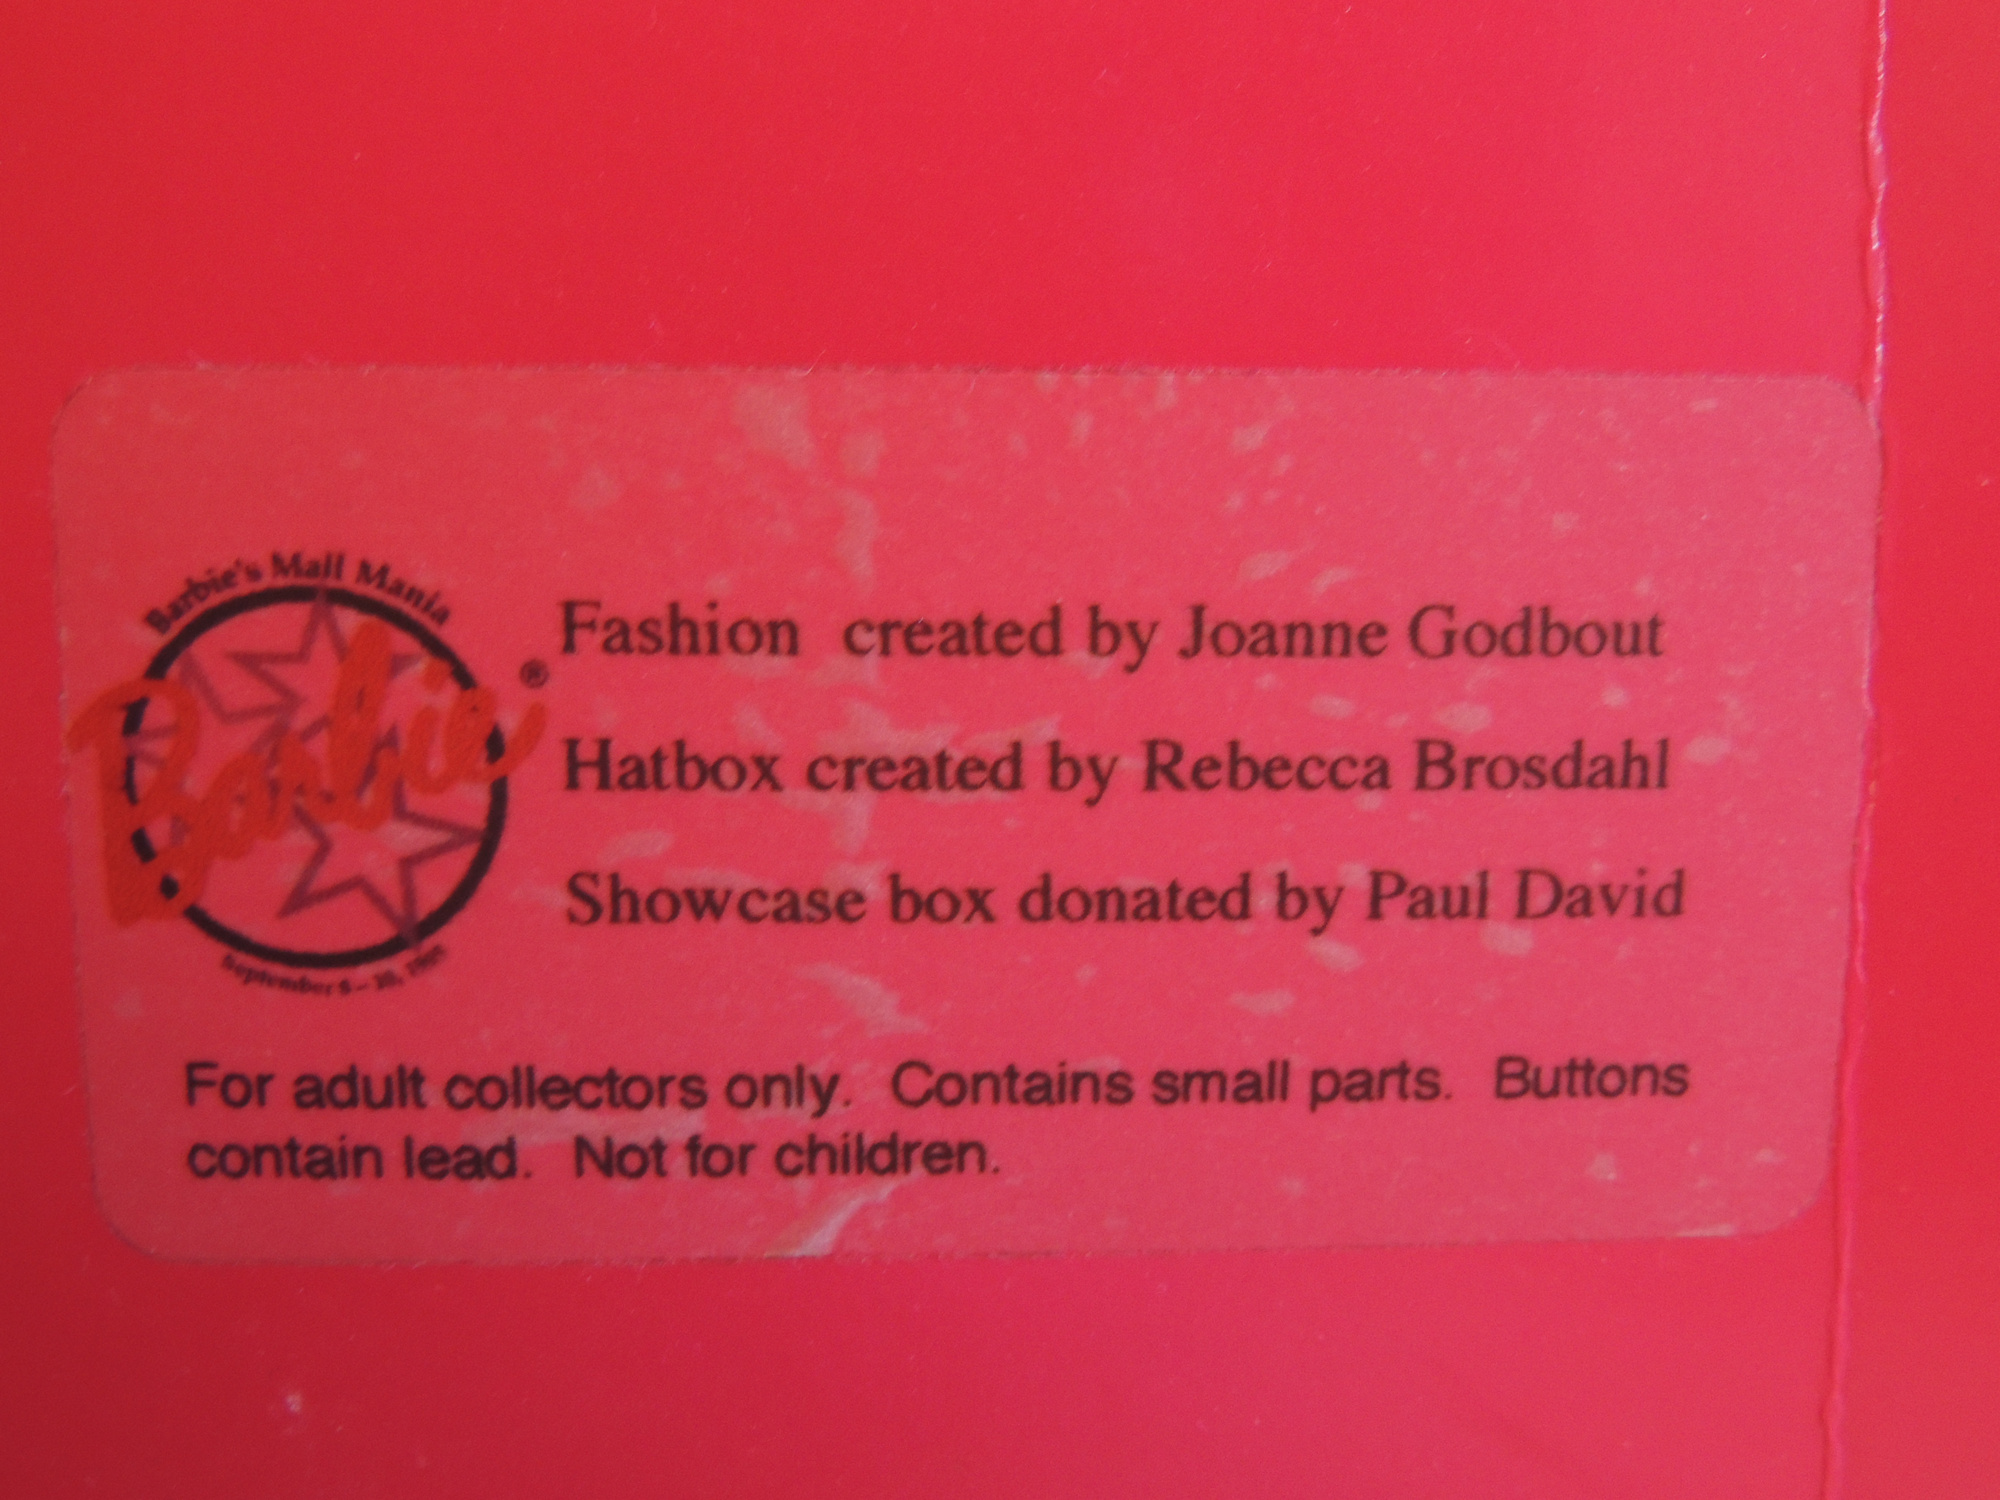 Barbie's Mall Mania
Barbie ®
Fashion created by Joanne Godbout
Hatbox created by Rebecca Brosdahl
Showcase box donated by Paul David
September
For adult collectors only. Contains small parts. Buttons
contain lead. Not for children.